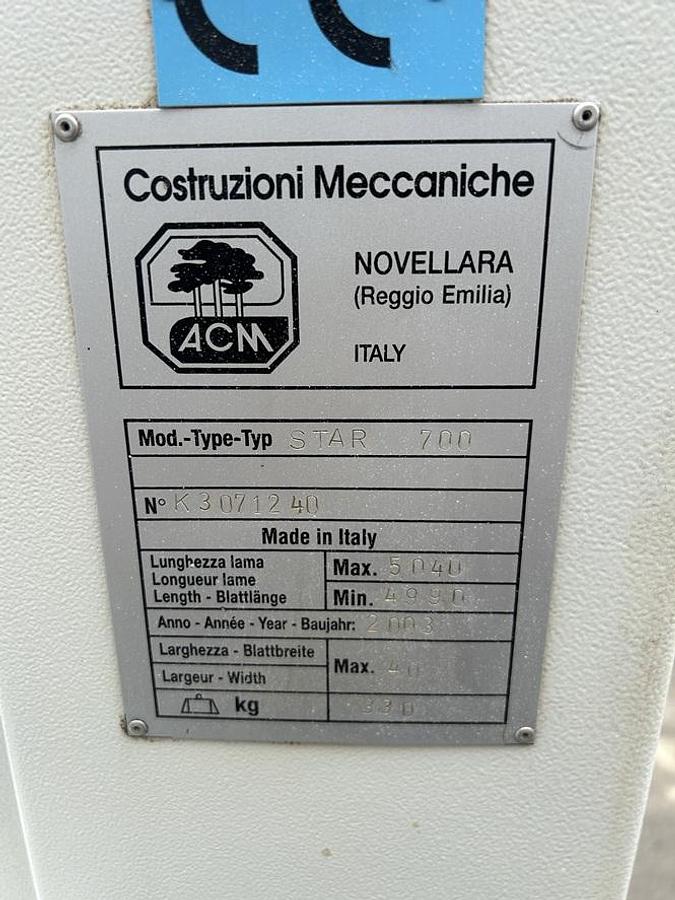 CE
Costruzioni Meccaniche
ACM
NOVELLARA
(Reggio Emilia)
ITALY
Mod.-Type-Typ STAR 700
N° K3071240
Made in Italy
Lunghezza lama
Longueur lame
Length - Blattlänge
Max. 5040
Min. 4990
Anno - Année - Year - Baujahr: 2003
Larghezza - Blattbreite
Largeur - Width
Max. 40
kg 330